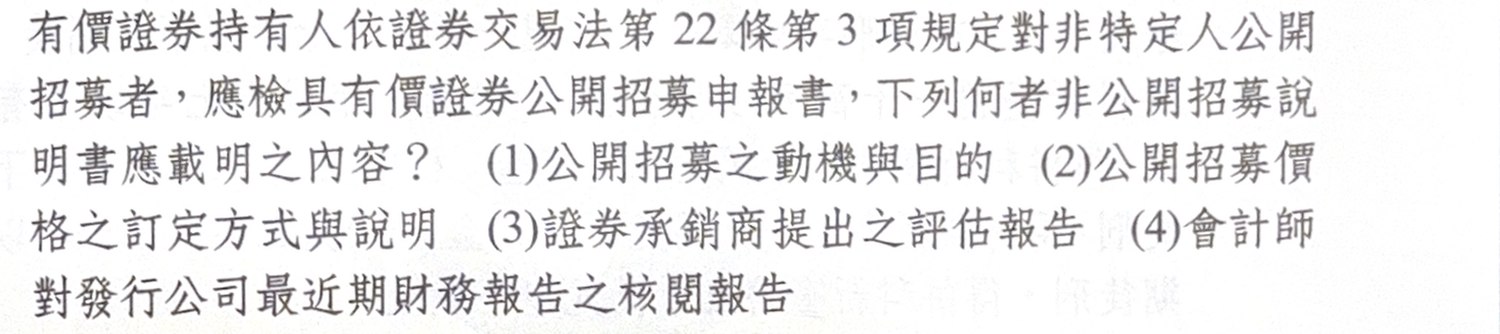 有價證券持有人依證券交易法第 22 條第 3 項規定對非特定人公開
招募者，應檢具有價證券公開招募申報書，下列何者非公開招募說
明書應載明之內容？　(1)公開招募之動機與目的　(2)公開招募價
格之訂定方式與說明　(3)證券承銷商提出之評估報告　(4)會計師
對發行公司最近期財務報告之核閱報告